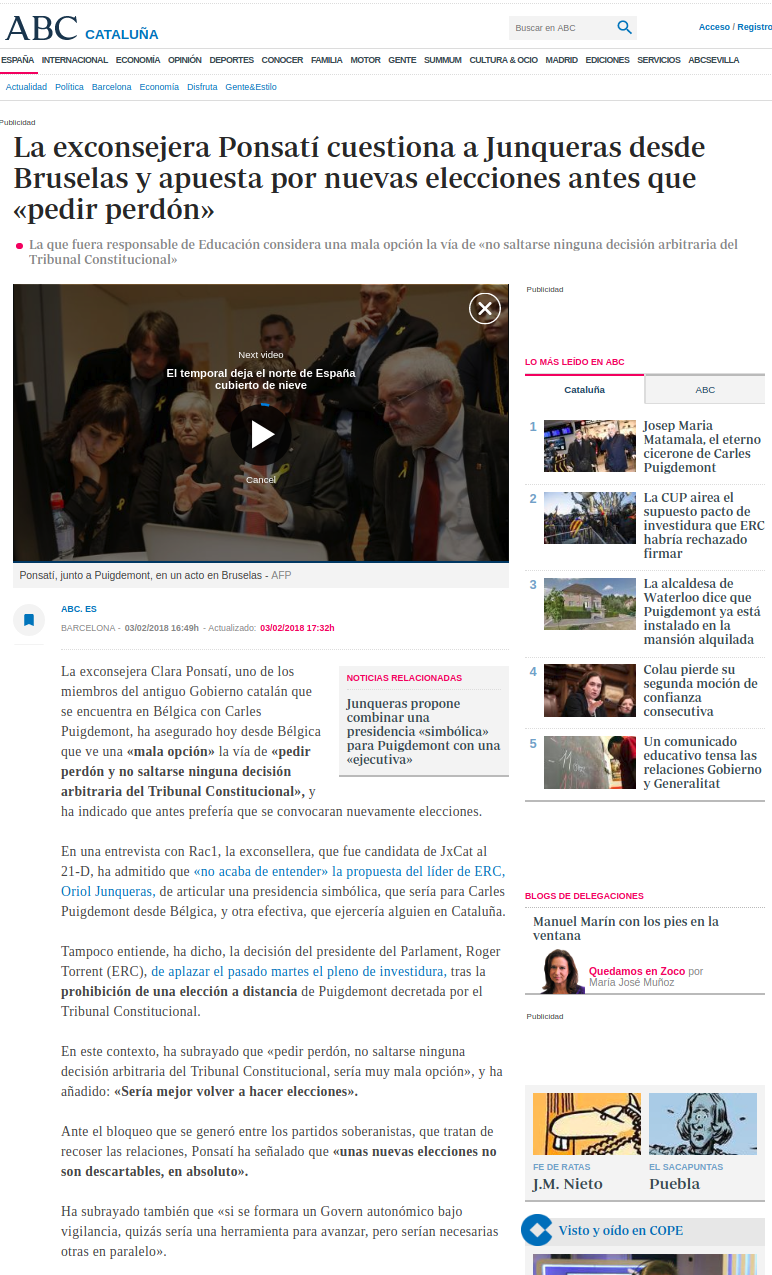 ABC CATALUÑA
Buscar en ABC
Acceso / Registro
ESPAÑA INTERNACIONAL ECONOMÍA OPINIÓN DEPORTES CONOCER FAMILIA MOTOR GENTE SUMMUM CULTURA & OCIO MADRID EDICIONES SERVICIOS ABCSEVILLA
Actualidad Política Barcelona Economía Disfruta Gente&Estilo
Publicidad
La exconsejera Ponsatí cuestiona a Junqueras desde
Bruselas y apuesta por nuevas elecciones antes que
«pedir perdón»
La que fuera responsable de Educación considera una mala opción la vía de «no saltarse ninguna decisión arbitraria del
Tribunal Constitucional»
Next video
El temporal deja el norte de España
cubierto de nieve
Cancel
Ponsatí, junto a Puigdemont, en un acto en Bruselas - AFP
ABC. ES
BARCELONA - 03/02/2018 16:49h - Actualizado: 03/02/2018 17:32h
La exconsejera Clara Ponsatí, uno de los
miembros del antiguo Gobierno catalán que
se encuentra en Bélgica con Carles
Puigdemont, ha asegurado hoy desde Bélgica
que ve una «mala opción» la vía de «pedir
perdón y no saltarse ninguna decisión
arbitraria del Tribunal Constitucional», y
ha indicado que antes prefería que se convocaran nuevamente elecciones.
NOTICIAS RELACIONADAS
Junqueras propone
combinar una
presidencia «simbólica»
para Puigdemont con una
«ejecutiva»
En una entrevista con Rac1, la exconsellera, que fue candidata de JxCat al
21-D, ha admitido que «no acaba de entender» la propuesta del líder de ERC,
Oriol Junqueras, de articular una presidencia simbólica, que sería para Carles
Puigdemont desde Bélgica, y otra efectiva, que ejercería alguien en Cataluña.
Tampoco entiende, ha dicho, la decisión del presidente del Parlament, Roger
Torrent (ERC), de aplazar el pasado martes el pleno de investidura, tras la
prohibición de una elección a distancia de Puigdemont decretada por el
Tribunal Constitucional.
En este contexto, ha subrayado que «pedir perdón, no saltarse ninguna
decisión arbitraria del Tribunal Constitucional, sería muy mala opción», y ha
añadido: «Sería mejor volver a hacer elecciones».
Ante el bloqueo que se generó entre los partidos soberanistas, que tratan de
recoser las relaciones, Ponsatí ha señalado que «unas nuevas elecciones no
son descartables, en absoluto».
Ha subrayado también que «si se formara un Govern autonómico bajo
vigilancia, quizás sería una herramienta para avanzar, pero serían necesarias
otras en paralelo».
Publicidad
LO MÁS LEÍDO EN ABC
Cataluña ABC
1 Josep Maria
Matamala, el eterno
cicerone de Carles
Puigdemont
2 La CUP airea el
supuesto pacto de
investidura que ERC
habría rechazado
firmar
3 La alcaldesa de
Waterloo dice que
Puigdemont ya está
instalado en la
mansión alquilada
4 Colau pierde su
segunda moción de
confianza
consecutiva
5 Un comunicado
educativo tensa las
relaciones Gobierno
y Generalitat
BLOGS DE DELEGACIONES
Manuel Marín con los pies en la
ventana
Quedamos en Zoco por
María José Muñoz
Publicidad
FE DE RATAS
J.M. Nieto
EL SACAPUNTAS
Puebla
Visto y oído en COPE